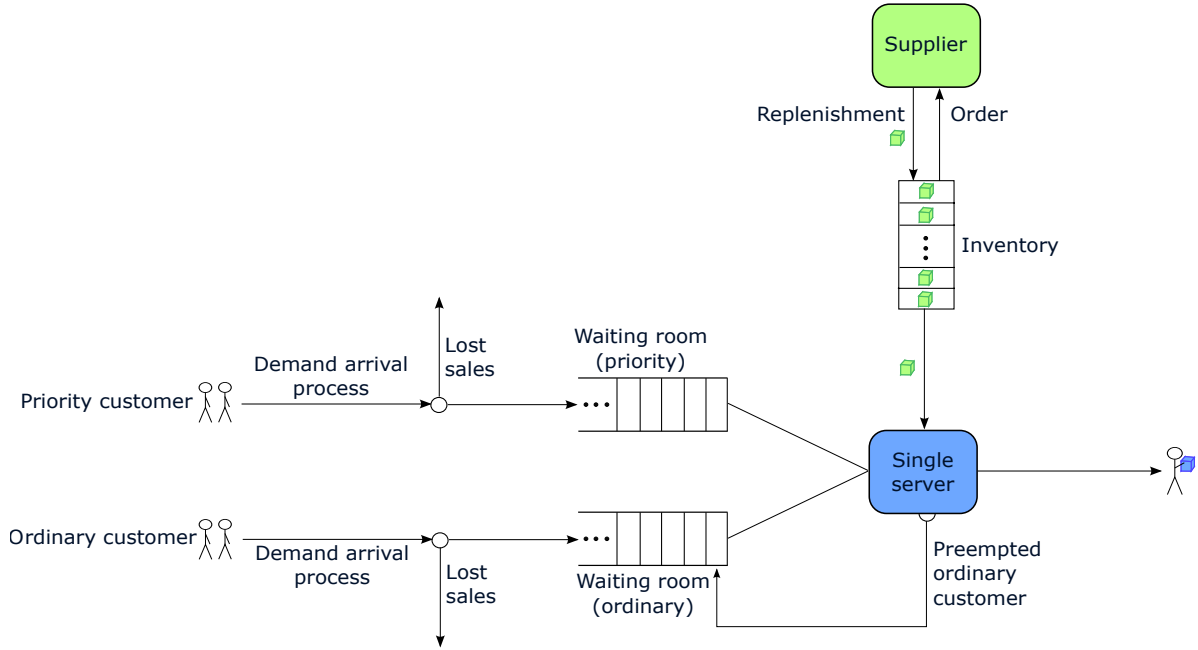 Supplier
Replenishment
Order
Inventory
Waiting room
(priority)
Lost
sales
Demand arrival
process
Priority customer
Single
server
Ordinary customer
Demand arrival
process
Lost
sales
Waiting room
(ordinary)
Preempted
ordinary
customer